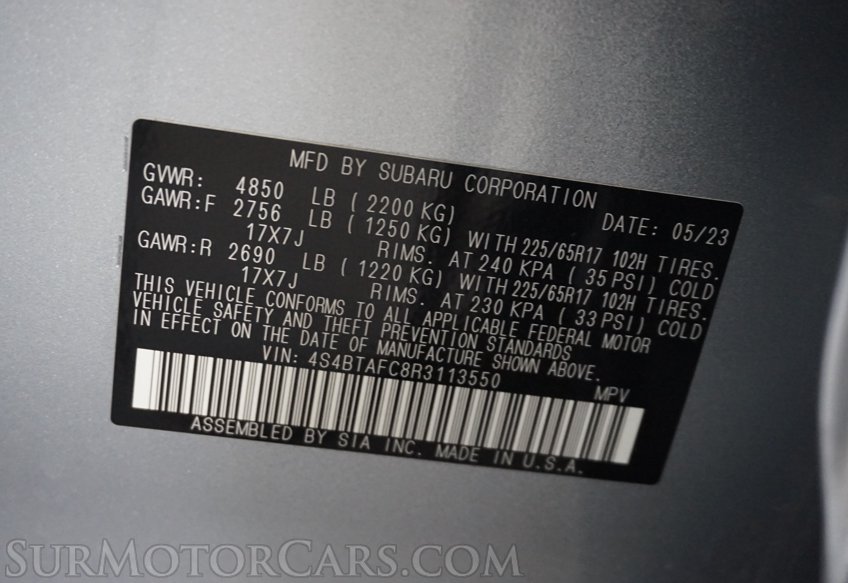 MFD BY SUBARU CORPORATION
GVWR: 4850 LB ( 2200 KG) DATE: 05/23
GAWR:F 2756 LB ( 1250 KG) WITH 225/65R17 102H TIRES.
17X7J RIMS. AT 240 KPA ( 35 PSI) COLD
GAWR:R 2690 LB ( 1220 KG) WITH 225/65R17 102H TIRES.
17X7J RIMS. AT 230 KPA ( 33 PSI) COLD
THIS VEHICLE CONFORMS TO ALL APPLICABLE FEDERAL MOTOR
VEHICLE SAFETY AND THEFT PREVENTION STANDARDS
IN EFFECT ON THE DATE OF MANUFACTURE SHOWN ABOVE.
VIN: 4S4BTAFC8R3113550 MPV
ASSEMBLED BY SIA INC. MADE IN U.S.A.
SURMOTORCARS.COM